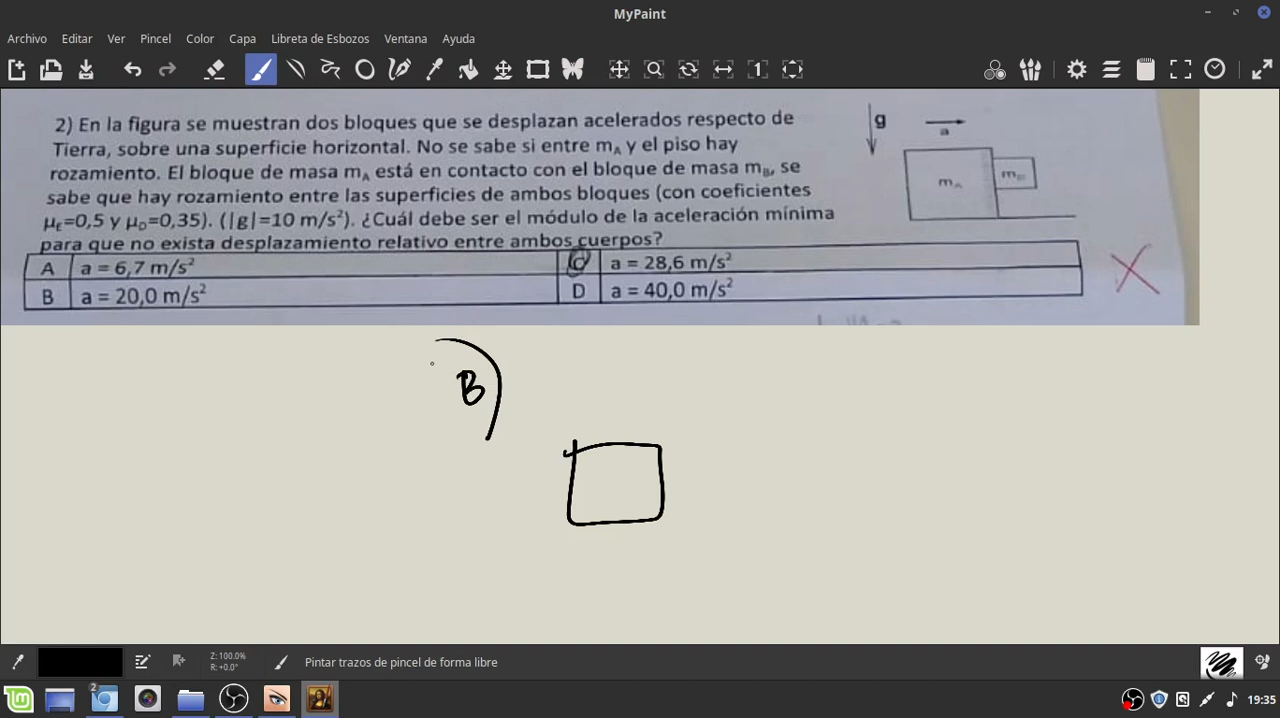 MyPaint
Archivo Editar Ver Pincel Color Capa Libreta de Esbozos Ventana Ayuda
2) En la figura se muestran dos bloques que se desplazan acelerados respecto de
Tierra, sobre una superficie horizontal. No se sabe si entre mA y el piso hay
rozamiento. El bloque de masa mA está en contacto con el bloque de masa mB, se
sabe que hay rozamiento entre las superficies de ambos bloques (con coeficientes
μE=0,5 y μD=0,35). (|g|=10 m/s²). ¿Cuál debe ser el módulo de la aceleración mínima
para que no exista desplazamiento relativo entre ambos cuerpos?
g
a
mA
mB
A a = 6,7 m/s² C a = 28,6 m/s²
B a = 20,0 m/s² D a = 40,0 m/s²
B)
Z: 100.0%
R: +0.0°
Pintar trazos de pincel de forma libre
2
19:35